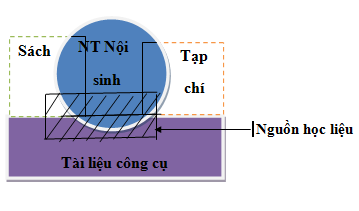 Sách
NT Nội
sinh
Tạp
chí
Nguồn học liệu
Tài liệu công cụ